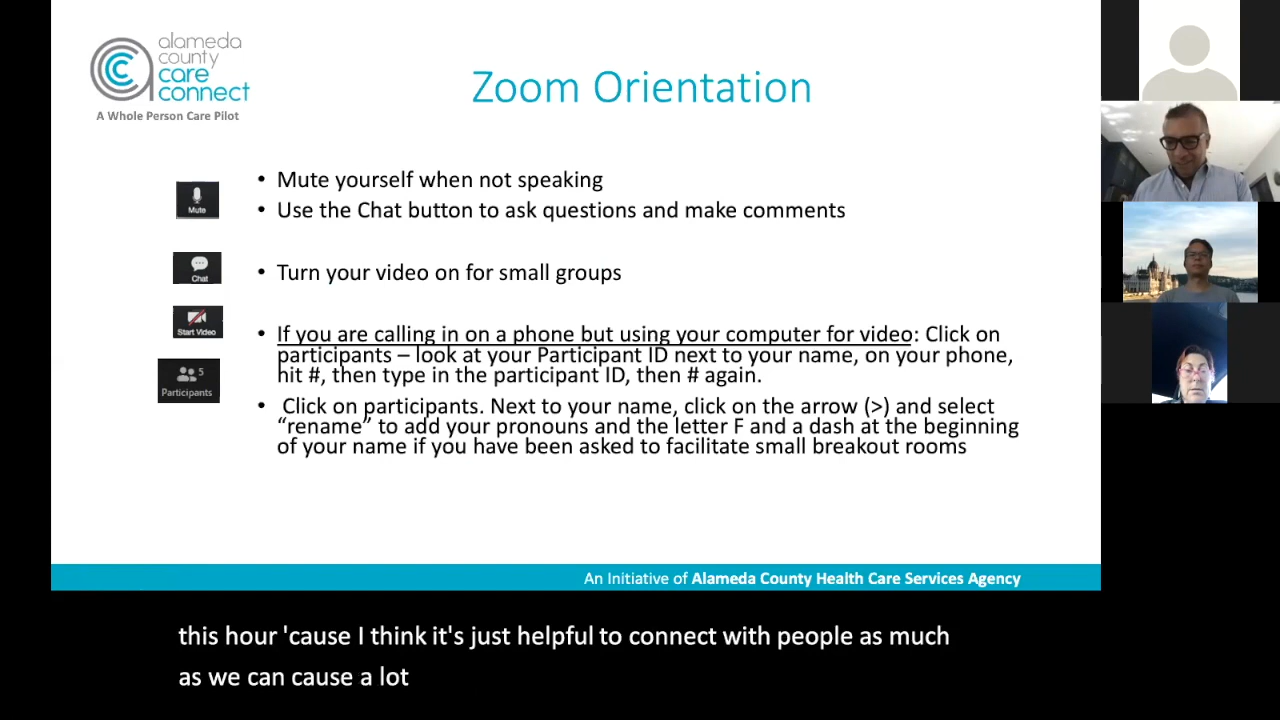 alameda
county
care
connect
A Whole Person Care Pilot
Zoom Orientation
Mute
• Mute yourself when not speaking
• Use the Chat button to ask questions and make comments
Chat
• Turn your video on for small groups
Start Video
• If you are calling in on a phone but using your computer for video: Click on
participants – look at your Participant ID next to your name, on your phone,
hit #, then type in the participant ID, then # again.
5
Participants
• Click on participants. Next to your name, click on the arrow (>) and select
“rename” to add your pronouns and the letter F and a dash at the beginning
of your name if you have been asked to facilitate small breakout rooms
An Initiative of Alameda County Health Care Services Agency
this hour 'cause I think it's just helpful to connect with people as much
as we can cause a lot